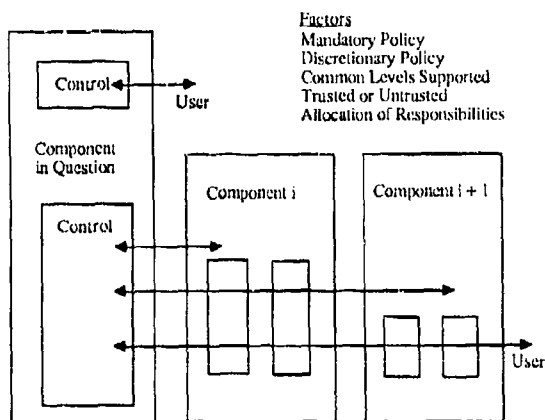 Factors
Mandatory Policy
Discretionary Policy
Common Levels Supported
Trusted or Untrusted
Allocation of Responsibilities
Control
User
Component
in Question
Control
Component i
Component i + 1
User